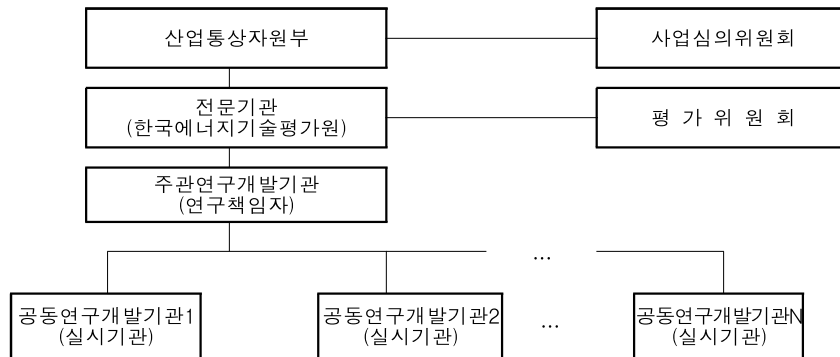 산업통상자원부
사업심의위원회
전문기관
(한국에너지기술평가원)
평 가 위 원 회
주관연구개발기관
(연구책임자)
...
공동연구개발기관1
(실시기관)
공동연구개발기관2
(실시기관)
...
공동연구개발기관N
(실시기관)